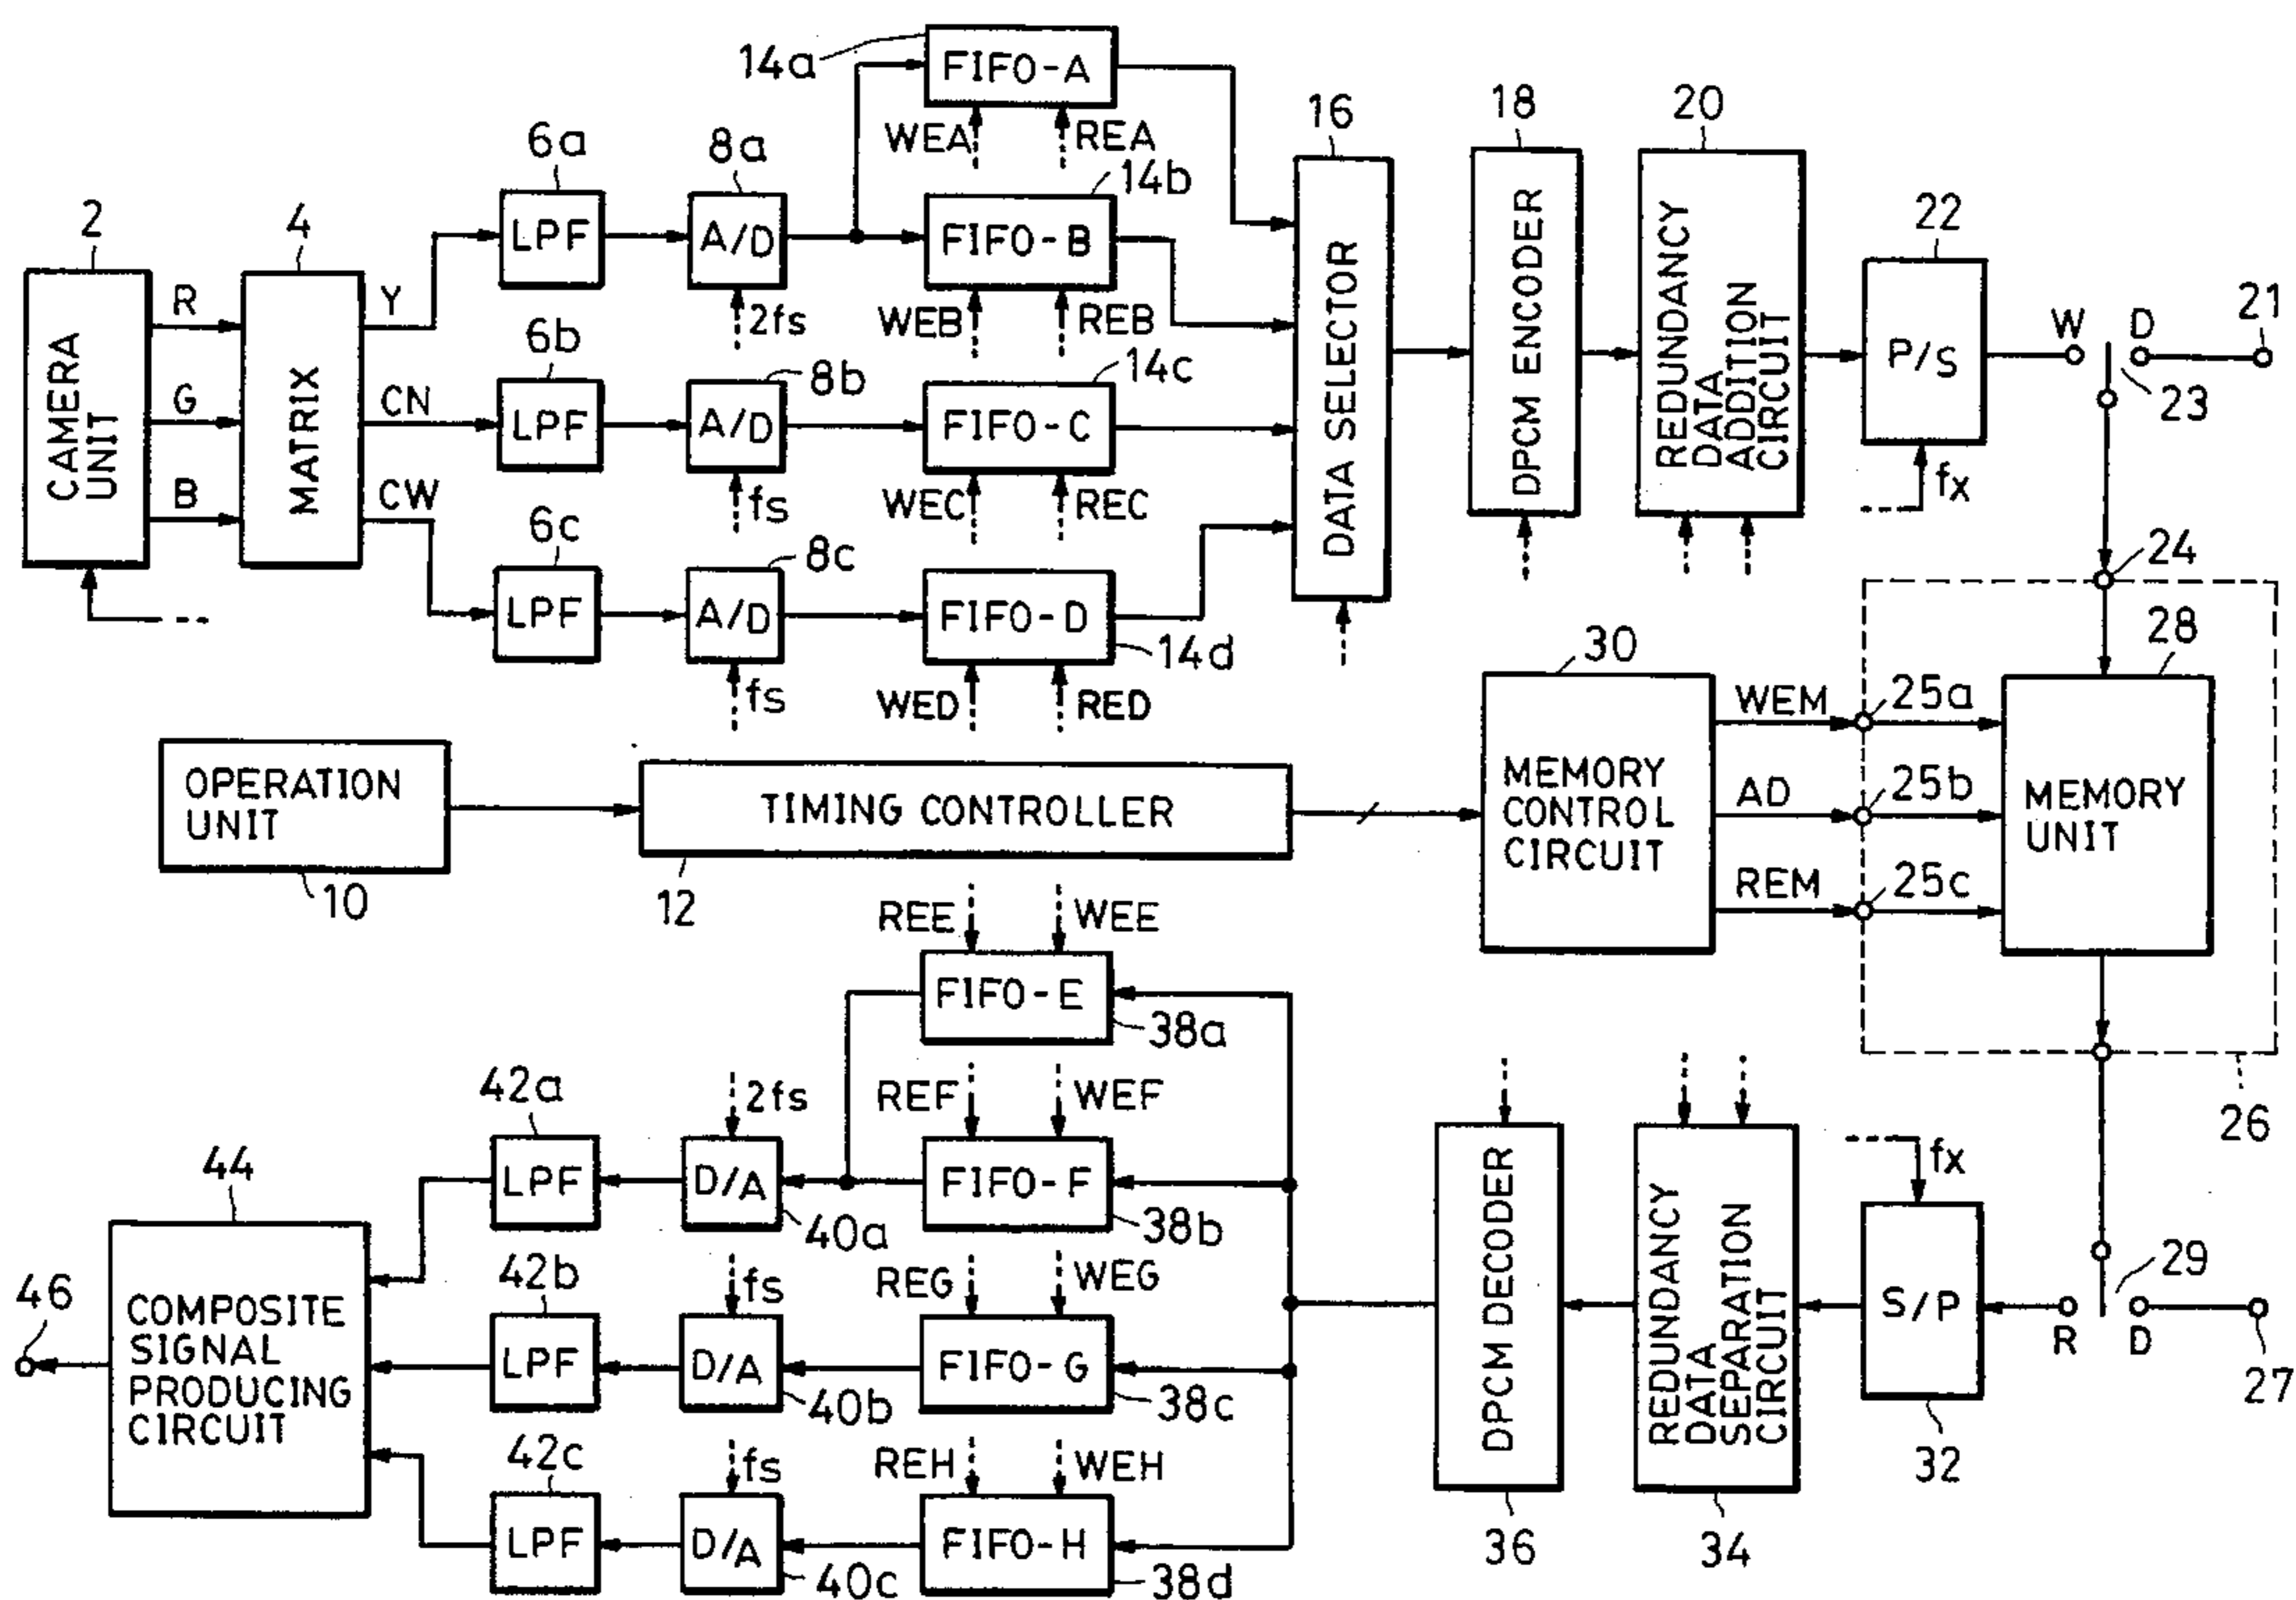 14a
FIFO-A
WEA
REA
16
18
20
6a
8a
14b
2
4
LPF
A/D
FIFO-B
22
R
Y
2fs
WEB
REB
W
D
21
6b
8b
14c
P/S
23
CAMERA
UNIT
G
MATRIX
CN
LPF
A/D
FIFO-C
DATA SELECTOR
DPCM ENCODER
REDUNDANCY
DATA
ADDITION
CIRCUIT
B
CW
fs
WEC
REC
fx
6c
8c
24
LPF
A/D
FIFO-D
14d
30
28
fs
WED
RED
WEM
25a
OPERATION
UNIT
TIMING CONTROLLER
MEMORY
CONTROL
CIRCUIT
AD
25b
MEMORY
UNIT
10
12
REM
25c
REE
WEE
FIFO-E
38a
42a
2fs
REF
WEF
26
44
LPF
D/A
FIFO-F
fx
40a
38b
42b
fs
REG
WEG
29
46
COMPOSITE
SIGNAL
PRODUCING
CIRCUIT
LPF
D/A
FIFO-G
DPCM DECODER
REDUNDANCY
DATA
SEPARATION
CIRCUIT
S/P
R
D
27
40b
38c
42c
fs
REH
WEH
32
LPF
D/A
FIFO-H
36
34
40c
38d